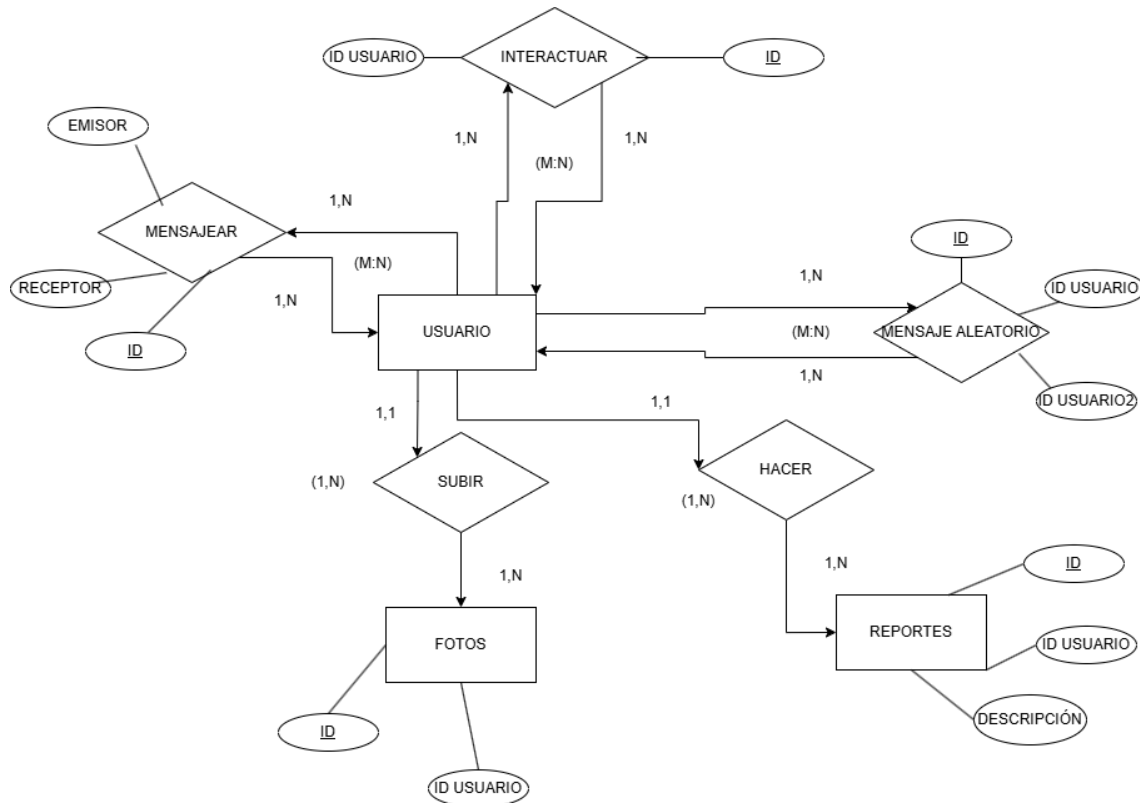 INTERACTUAR
ID USUARIO
ID
1,N
(M:N)
1,N
EMISOR
MENSAJEAR
RECEPTOR
ID
1,N
(M:N)
1,N
USUARIO
ID
MENSAJE ALEATORIO
ID USUARIO
ID USUARIO2
1,N
(M:N)
1,N
1,1
(1,N)
SUBIR
1,N
FOTOS
ID
ID USUARIO
1,1
HACER
(1,N)
1,N
REPORTES
ID
ID USUARIO
DESCRIPCIÓN